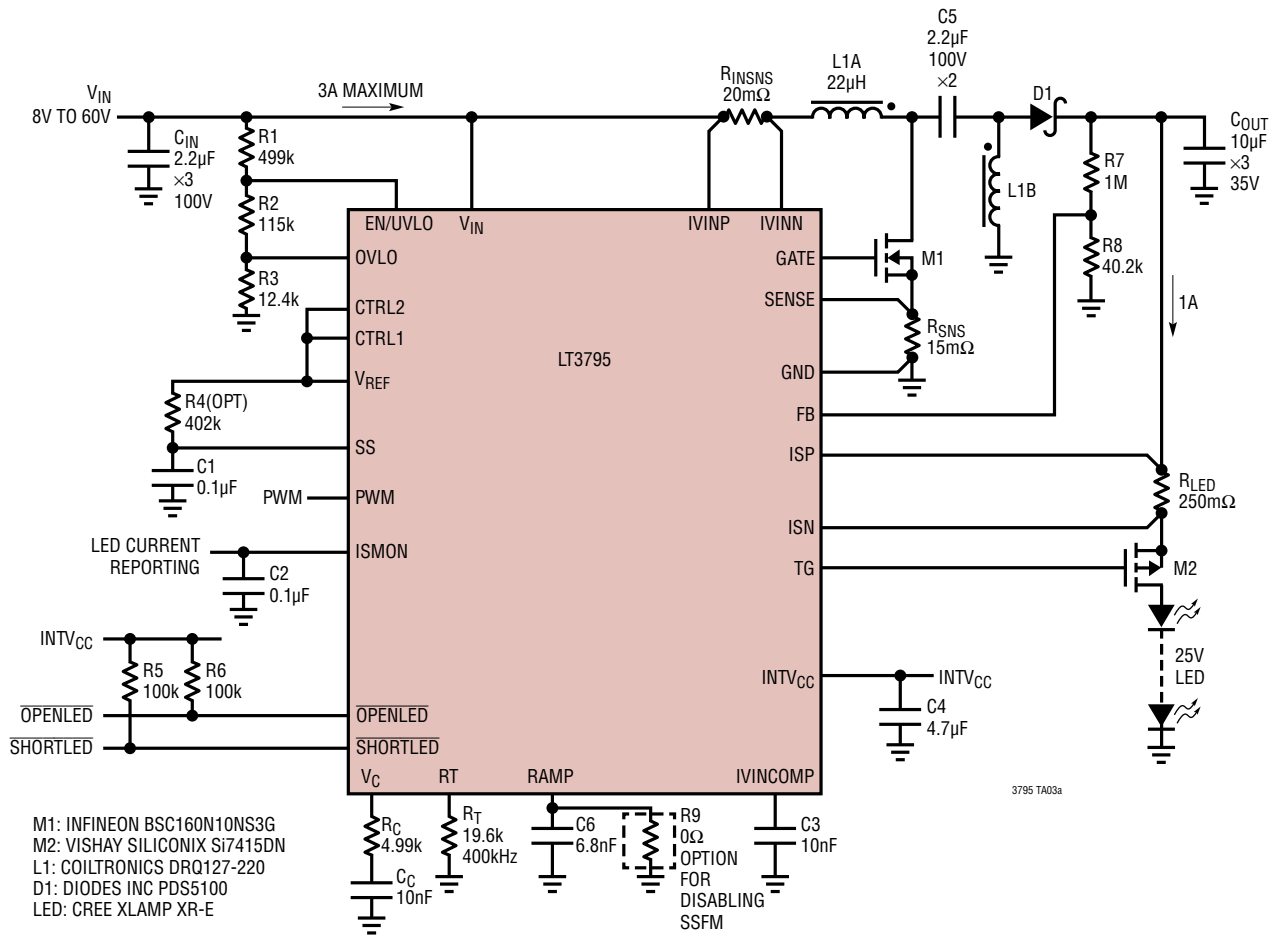 C5
2.2µF
100V
×2
L1A
22µH
R_INSNS
20mΩ
D1
3A MAXIMUM
V_IN
8V TO 60V
C_IN
2.2µF
×3
100V
R1
499k
R2
115k
R3
12.4k
L1B
R7
1M
R8
40.2k
C_OUT
10µF
×3
35V
1A
EN/UVLO
V_IN
IVINP
IVINN
OVLO
CTRL2
CTRL1
V_REF
SS
PWM
PWM
ISMON
OPENLED
SHORTLED
V_C
RT
RAMP
IVINCOMP
LT3795
GATE
SENSE
GND
FB
ISP
ISN
TG
INTV_CC
INTV_CC
M1
R_SNS
15mΩ
R_LED
250mΩ
M2
25V
LED
C4
4.7µF
R4(OPT)
402k
C1
0.1µF
LED CURRENT
REPORTING
C2
0.1µF
INTV_CC
R5
100k
R6
100k
OPENLED
SHORTLED
R_C
4.99k
C_C
10nF
R_T
19.6k
400kHz
C6
6.8nF
R9
0Ω
OPTION
FOR
DISABLING
SSFM
C3
10nF
3795 TA03a
M1: INFINEON BSC160N10NS3G
M2: VISHAY SILICONIX Si7415DN
L1: COILTRONICS DRQ127-220
D1: DIODES INC PDS5100
LED: CREE XLAMP XR-E